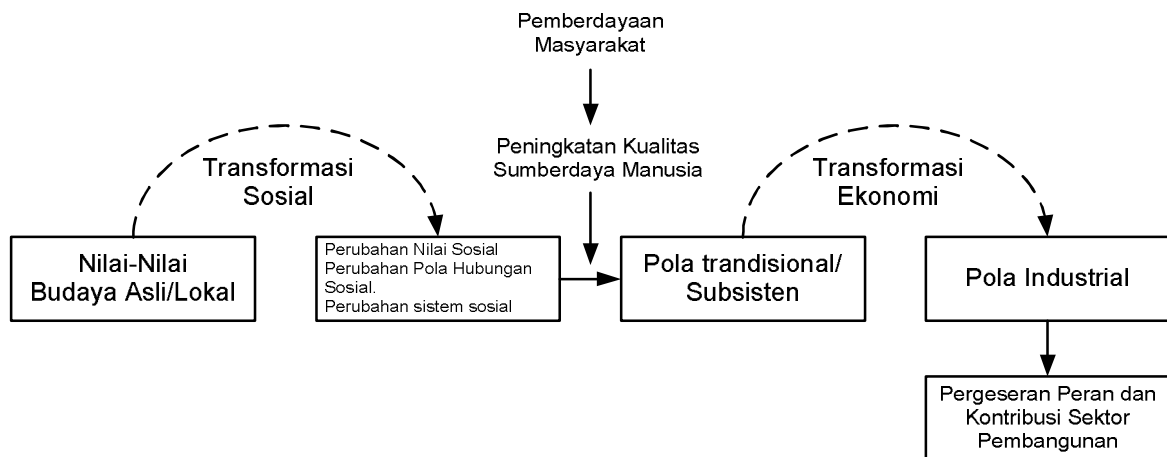 Pemberdayaan
Masyarakat
Peningkatan Kualitas
Sumberdaya Manusia
Transformasi
Sosial
Transformasi
Ekonomi
Nilai-Nilai
Budaya Asli/Lokal
Perubahan Nilai Sosial
Perubahan Pola Hubungan
Sosial.
Perubahan sistem sosial
Pola trandisional/
Subsisten
Pola Industrial
Pergeseran Peran dan
Kontribusi Sektor
Pembangunan